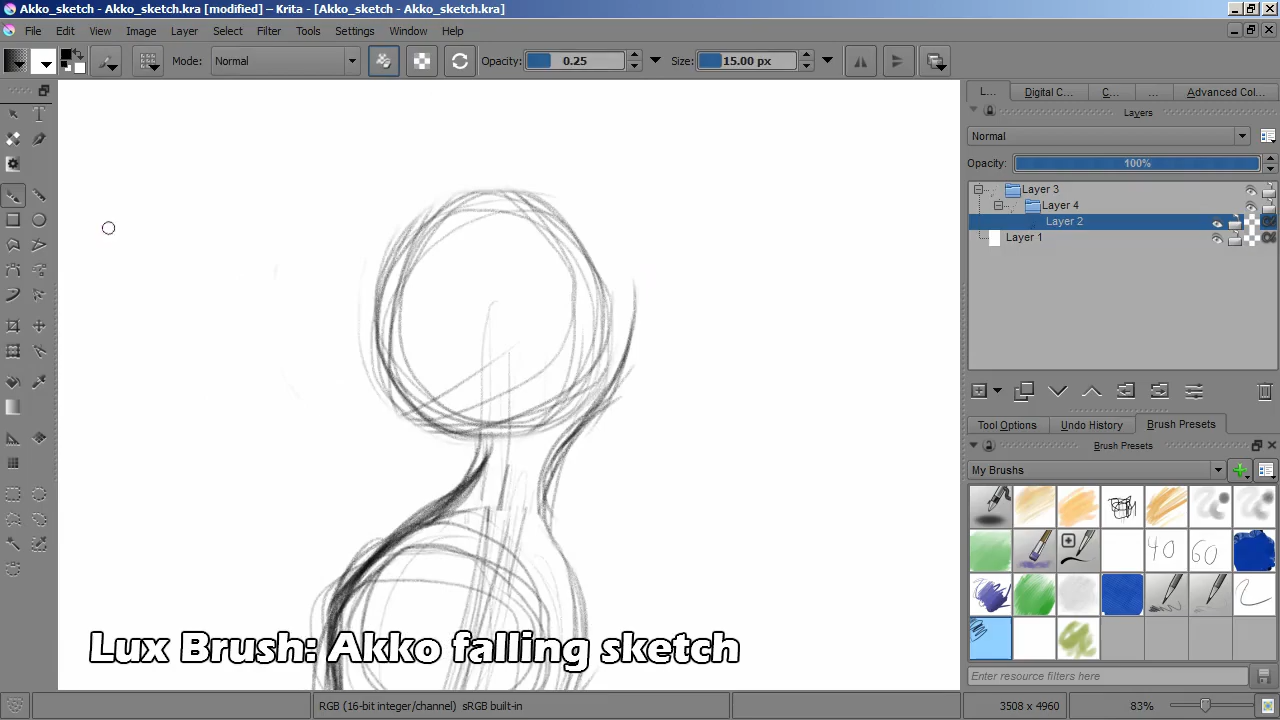 Akko_sketch - Akko_sketch.kra [modified] – Krita - [Akko_sketch - Akko_sketch.kra]
File Edit View Image Layer Select Filter Tools Settings Window Help
Mode: Normal Opacity: 0.25 Size: 15.00 px
L... Digital C... C... ... Advanced Col...
Layers
Normal
Opacity: 100%
Layer 3
Layer 4
Layer 2
Layer 1
Tool Options Undo History Brush Presets
Brush Presets
My Brushes
40 60
Enter resource filters here
Lux Brush: Akko falling sketch
RGB (16-bit integer/channel) sRGB built-in 3508 x 4960 83%